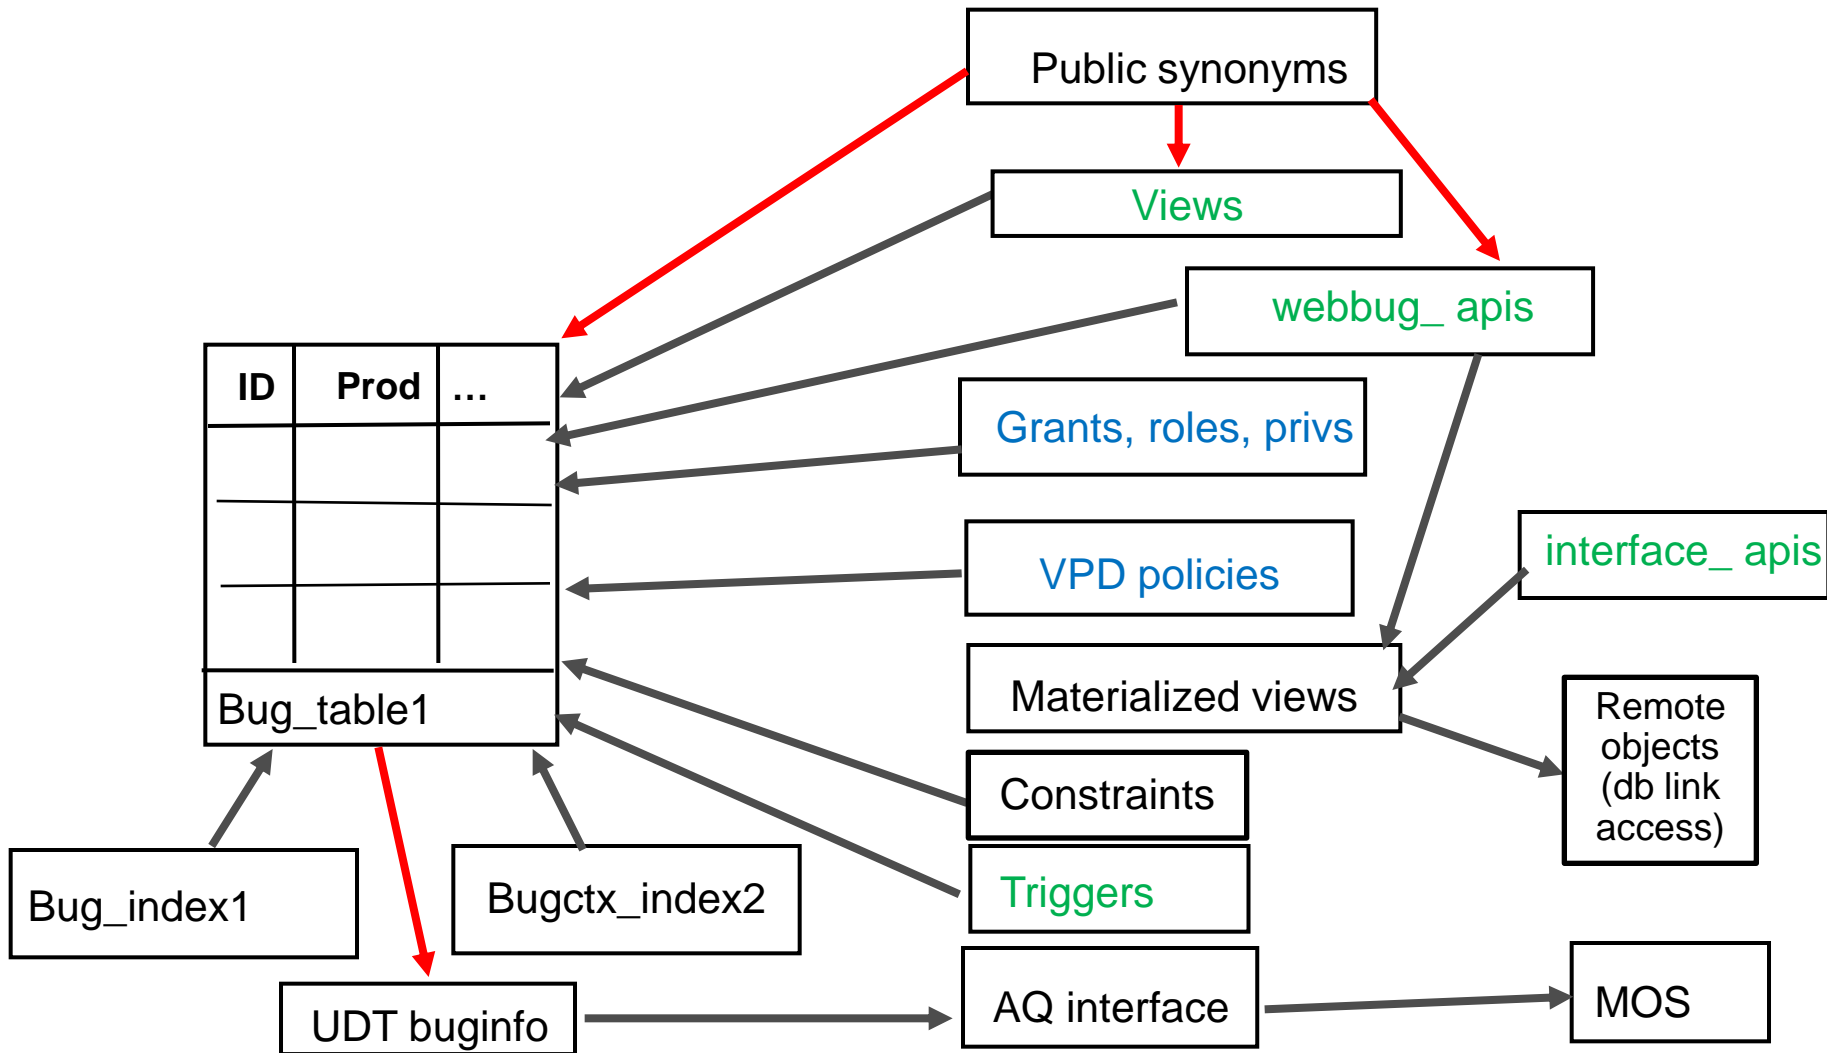 Public synonyms
Views
webbug_ apis
ID Prod ...
Grants, roles, privs
interface_ apis
VPD policies
Materialized views
Bug_table1
Remote
objects
(db link
access)
Constraints
Bug_index1
Bugctx_index2
Triggers
UDT buginfo
AQ interface
MOS